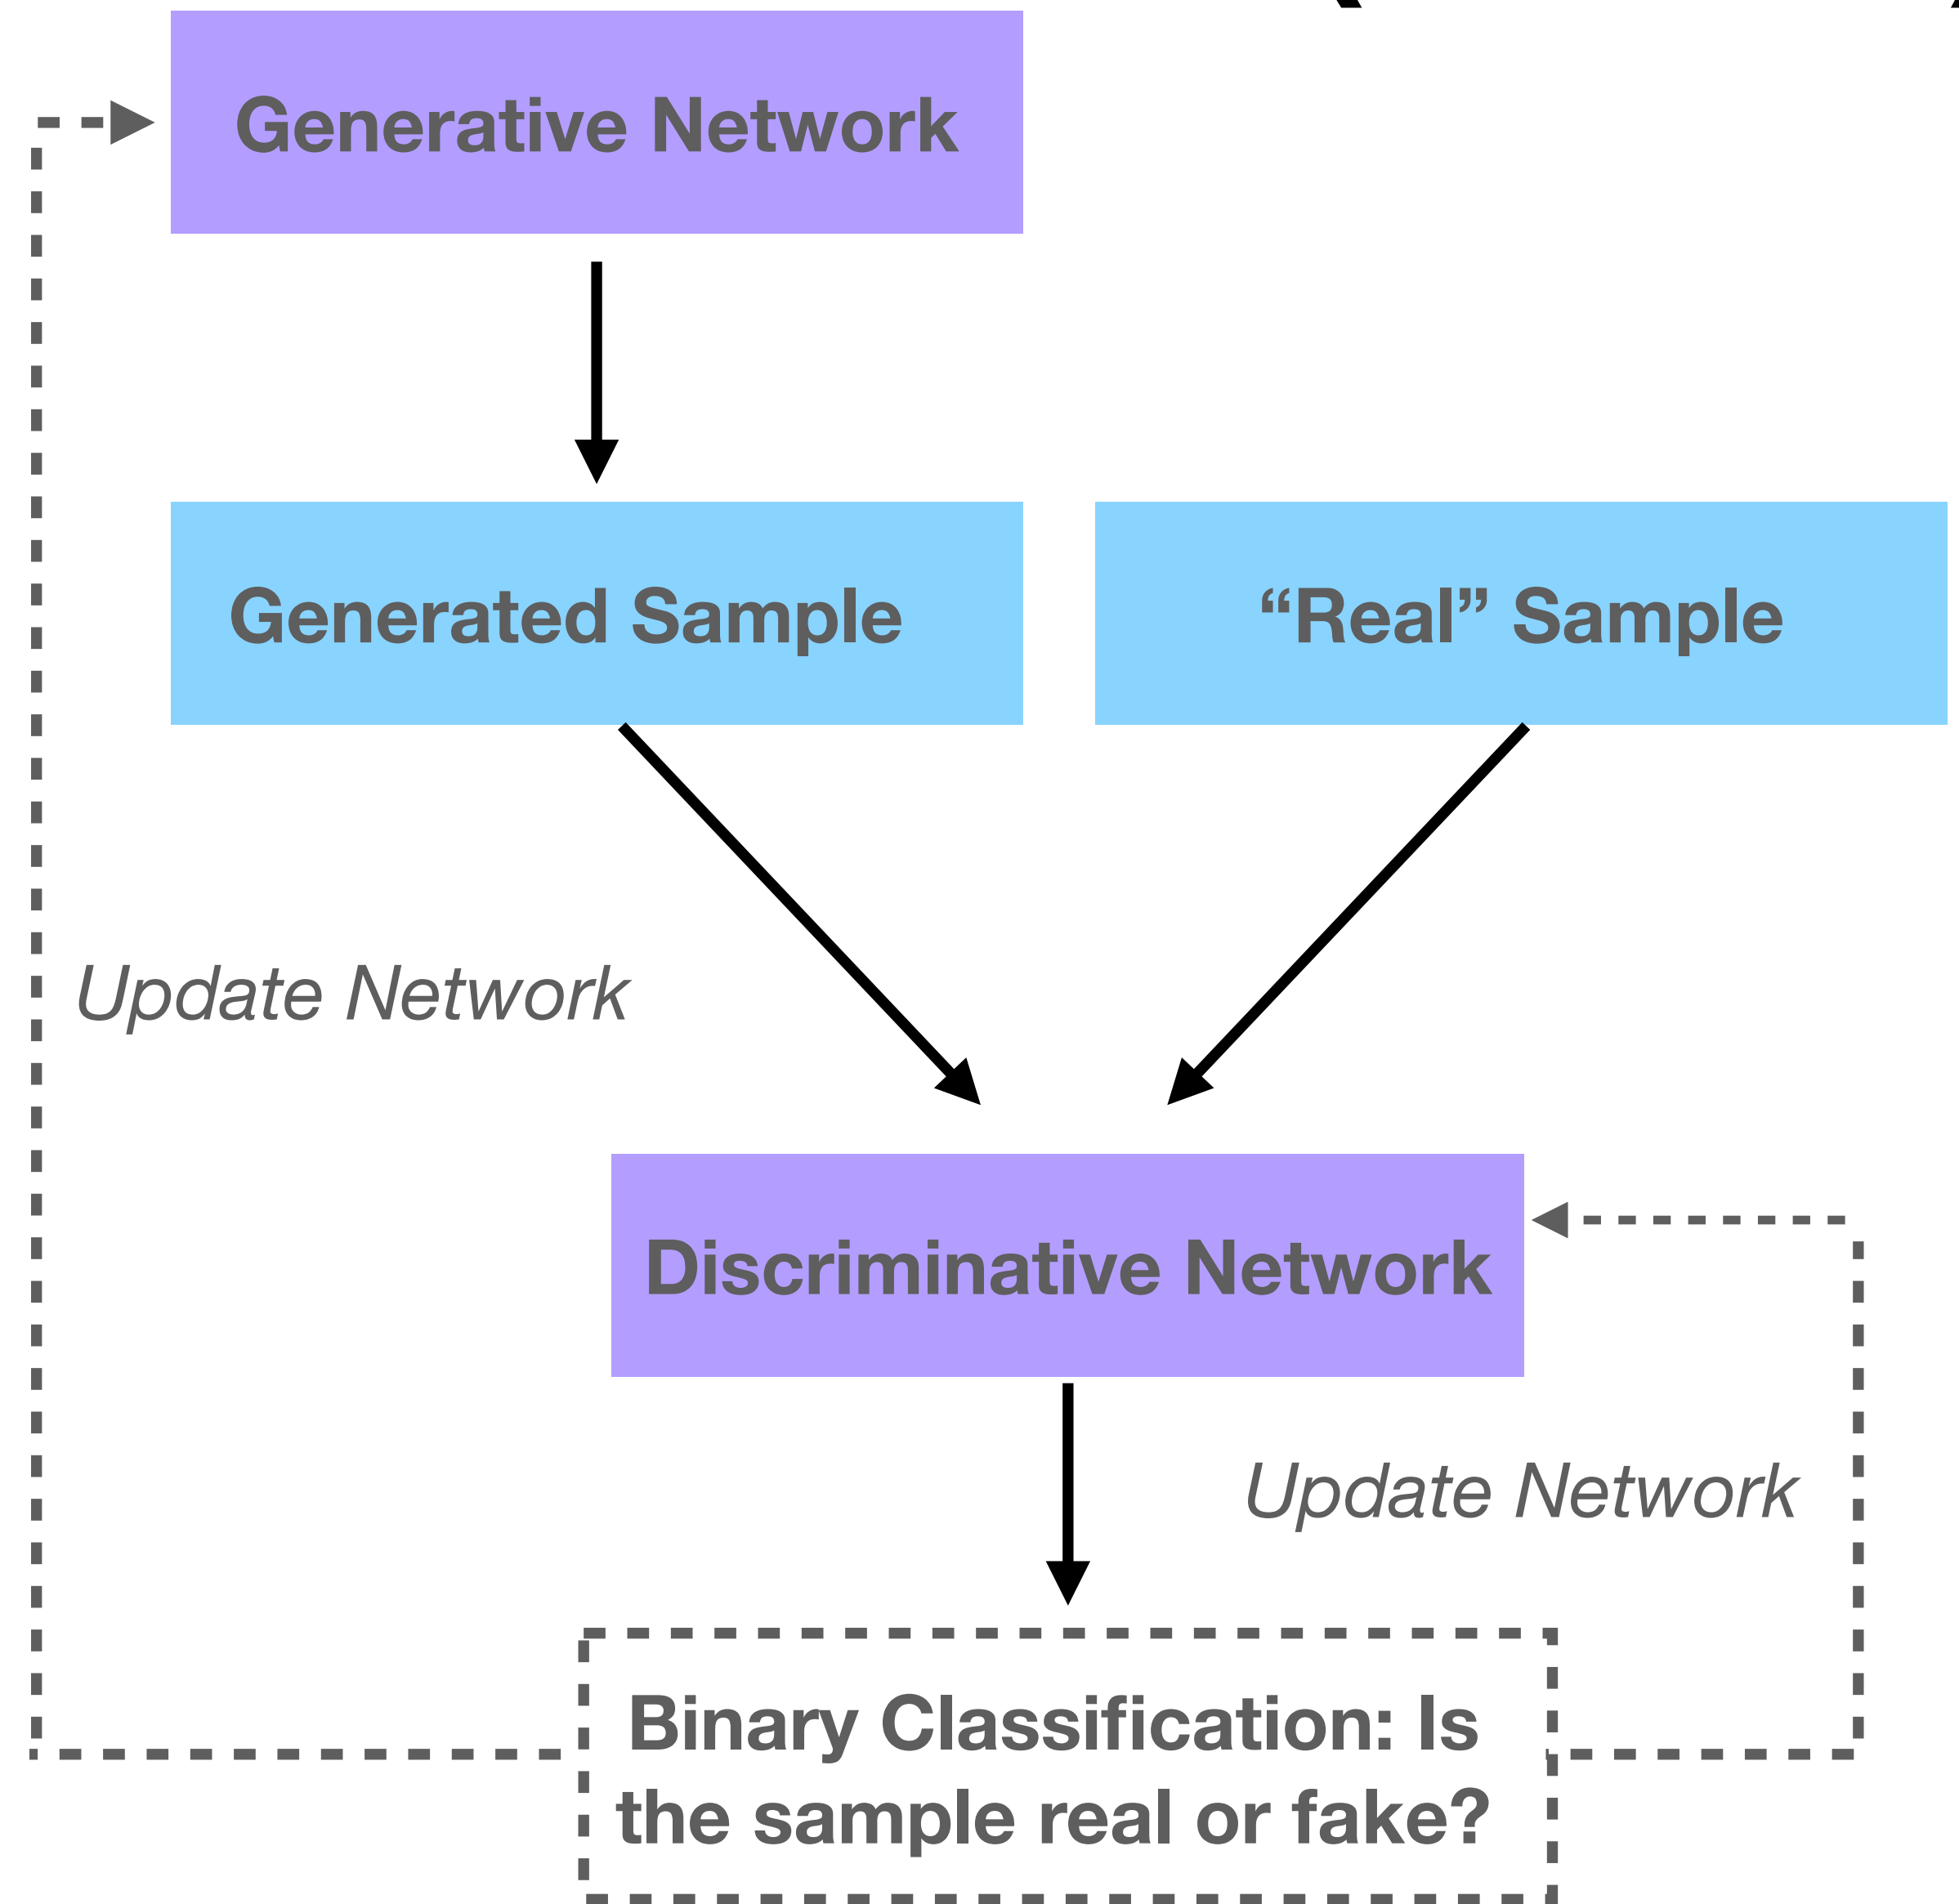 Generative Network
Generated Sample
“Real” Sample
Update Network
Discriminative Network
Update Network
Binary Classification: Is
the sample real or fake?